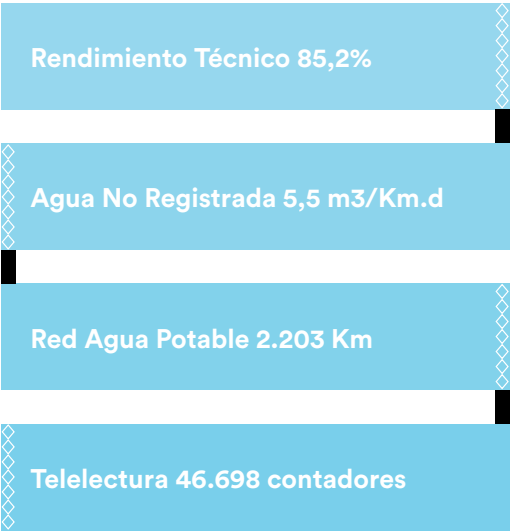 Rendimiento Técnico 85,2%
Agua No Registrada 5,5 m3/Km.d
Red Agua Potable 2.203 Km
Telelectura 46.698 contadores